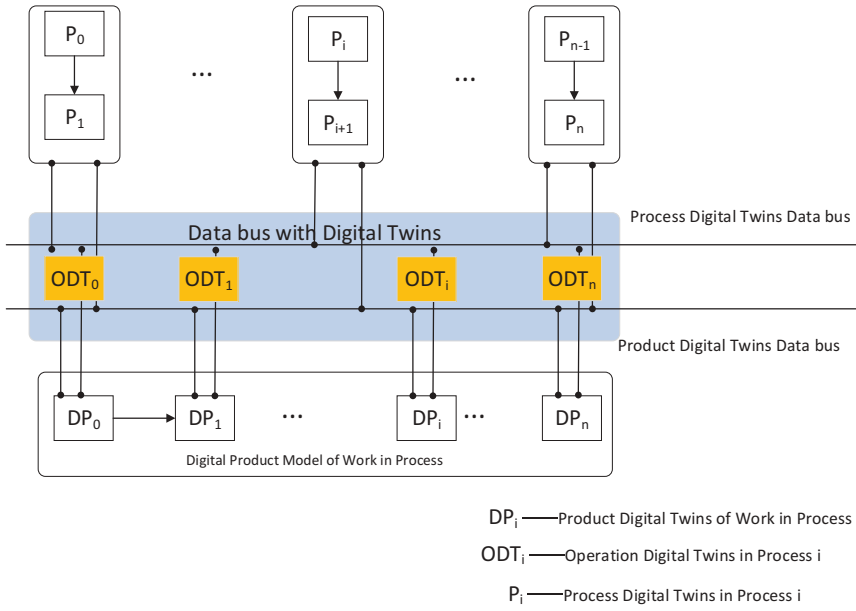 P0
Pi
Pn-1
...
...
P1
Pi+1
Pn
Process Digital Twins Data bus
Data bus with Digital Twins
ODT0
ODT1
ODTi
ODTn
Product Digital Twins Data bus
DP0
DP1
...
DPi
...
DPn
Digital Product Model of Work in Process
DPi ——Product Digital Twins of Work in Process
ODTi ——Operation Digital Twins in Process i
Pi ——Process Digital Twins in Process i